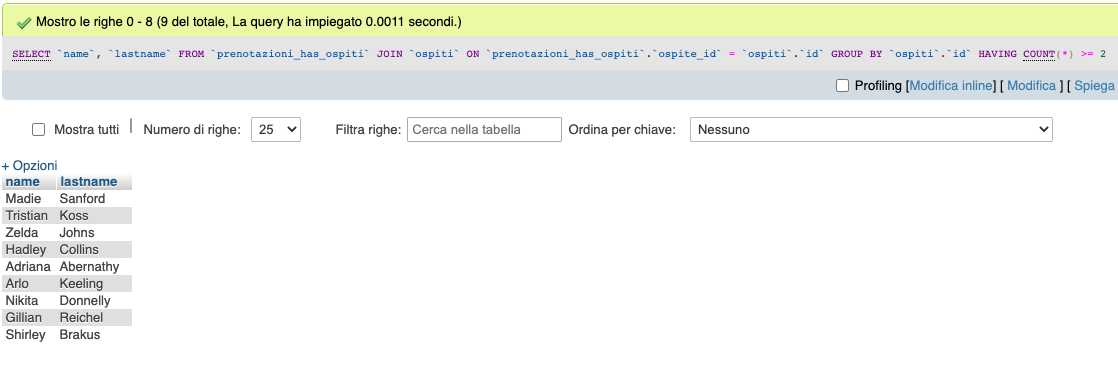 Mostro le righe 0 - 8 (9 del totale, La query ha impiegato 0.0011 secondi.)
SELECT `name`, `lastname` FROM `prenotazioni_has_ospiti` JOIN `ospiti` ON `prenotazioni_has_ospiti`.`ospite_id` = `ospiti`.`id` GROUP BY `ospiti`.`id` HAVING COUNT(*) >= 2
Profiling [Modifica inline] [ Modifica ] [ Spiega
Mostra tutti | Numero di righe: 25 Filtra righe: Cerca nella tabella Ordina per chiave: Nessuno
+ Opzioni
name lastname
Madie Sanford
Tristian Koss
Zelda Johns
Hadley Collins
Adriana Abernathy
Arlo Keeling
Nikita Donnelly
Gillian Reichel
Shirley Brakus